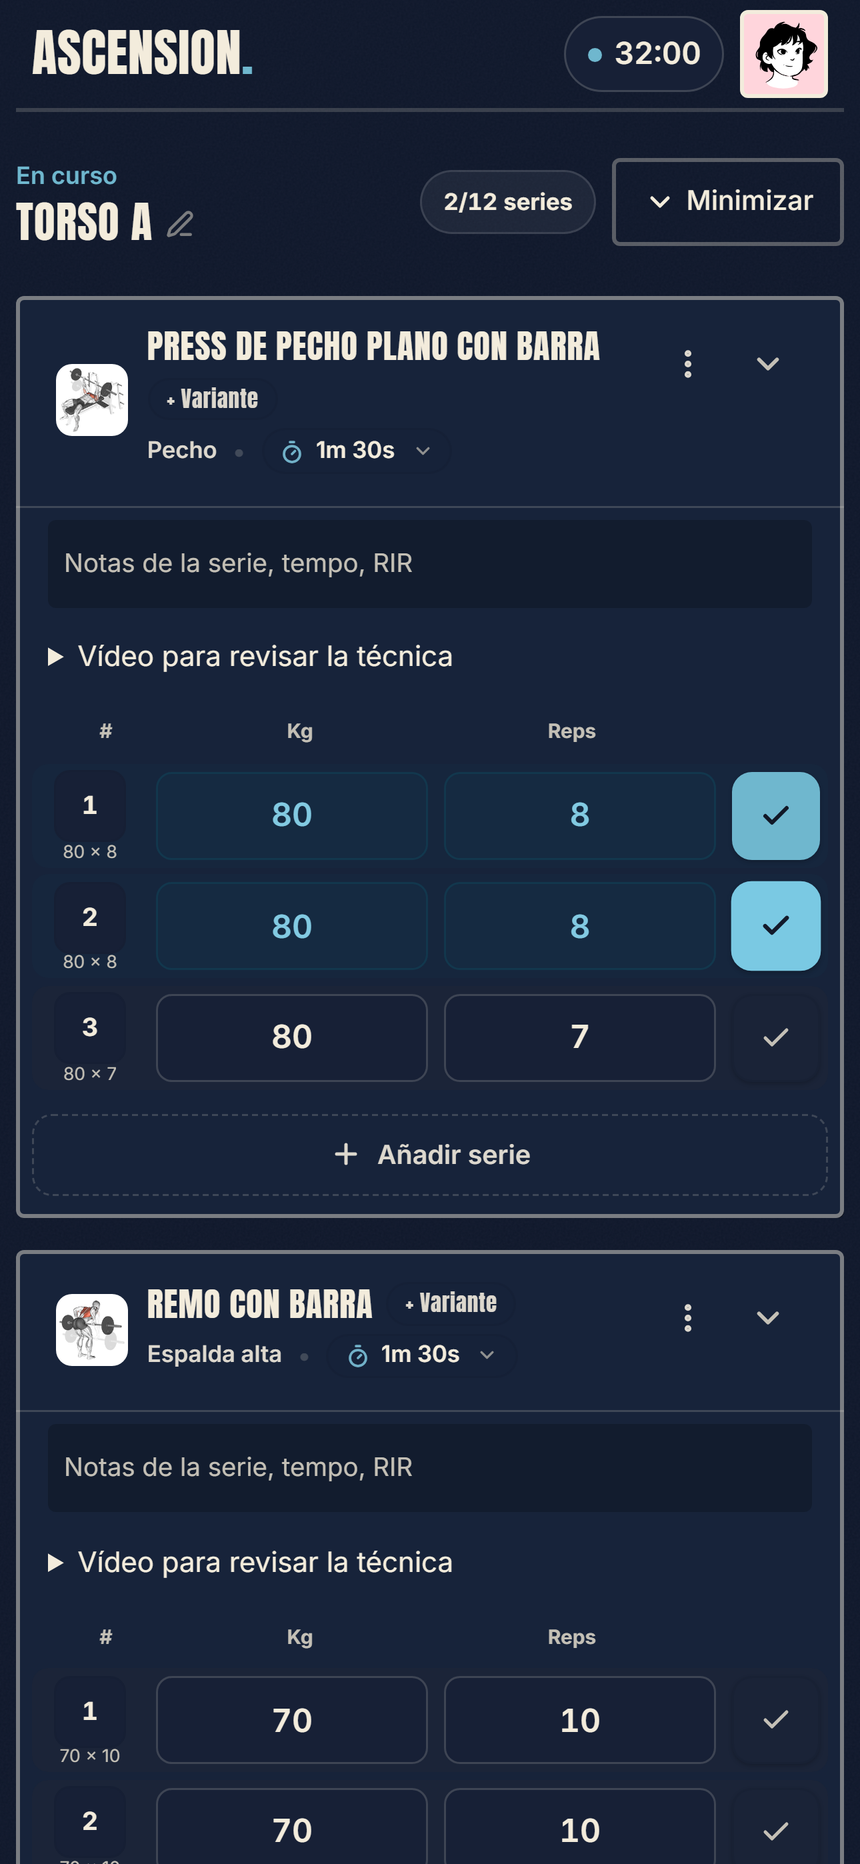 ASCENSION.
32:00
En curso
TORSO A
2/12 series
Minimizar
PRESS DE PECHO PLANO CON BARRA
+ Variante
Pecho • 1m 30s
Notas de la serie, tempo, RIR
Vídeo para revisar la técnica
# Kg Reps
1 80 8
80 × 8
2 80 8
80 × 8
3 80 7
80 × 7
+ Añadir serie
REMO CON BARRA + Variante
Espalda alta • 1m 30s
Notas de la serie, tempo, RIR
Vídeo para revisar la técnica
# Kg Reps
1 70 10
70 × 10
2 70 10